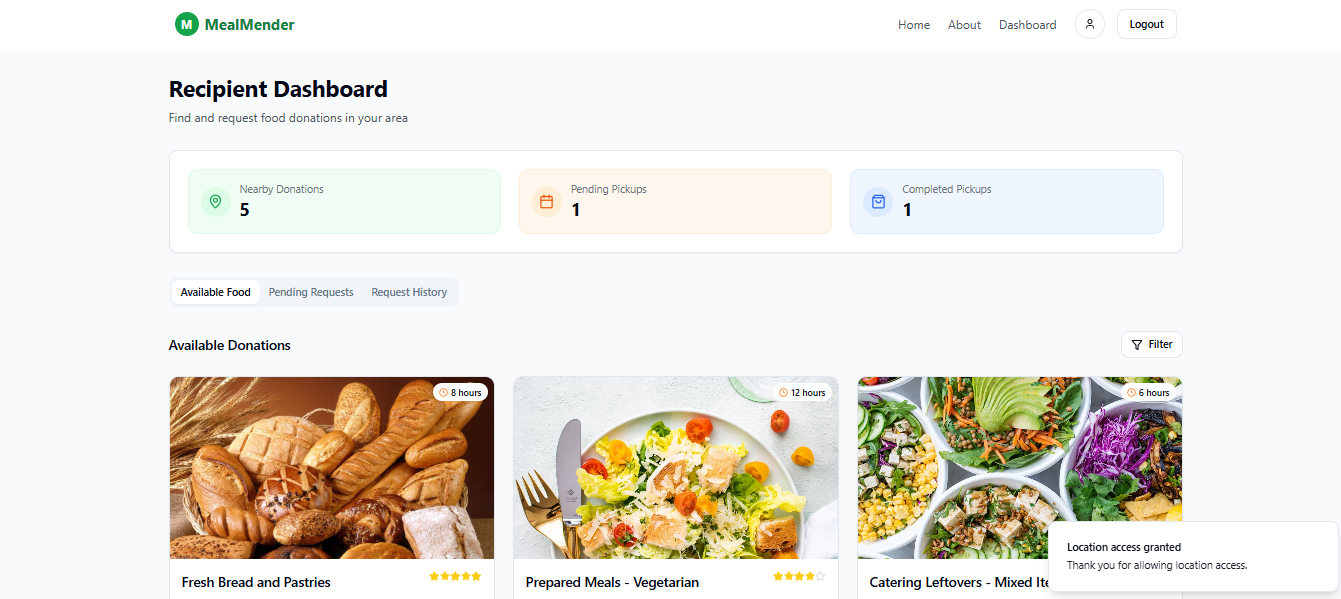 M MealMender
Home About Dashboard Logout
Recipient Dashboard
Find and request food donations in your area
Nearby Donations
5
Pending Pickups
1
Completed Pickups
1
Available Food Pending Requests Request History
Available Donations
Filter
8 hours
12 hours
6 hours
Fresh Bread and Pastries
Prepared Meals - Vegetarian
Catering Leftovers - Mixed Ite
Location access granted
Thank you for allowing location access.